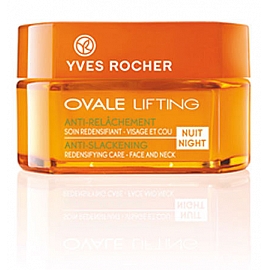 YVES ROCHER
OVALE LIFTING
ANTI-RELÂCHEMENT
SOIN REDENSIFIANT - VISAGE ET COU
ANTI-SLACKENING
REDENSIFYING CARE - FACE AND NECK
NUIT
NIGHT